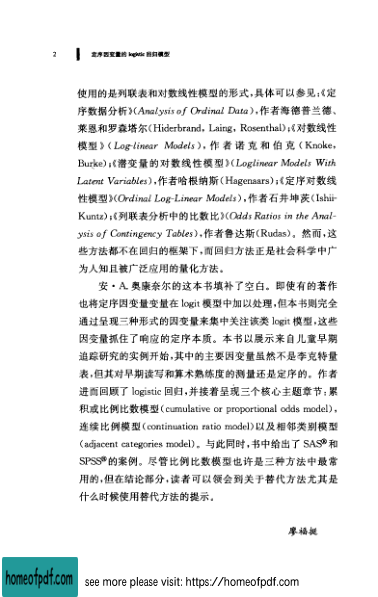 2 定序因变量的 logistic 回归模型
使用的是列联表和对数线性模型的形式,具体可以参见:《定
序数据分析》(Analysis of Ordinal Data),作者海德普兰德、
莱恩和罗森塔尔(Hiderbrand, Laing, Rosenthal);《对数线性
模型》(Log-linear Models),作者诺克和伯克(Knoke,
Burke);《潜变量的对数线性模型》(Loglinear Models With
Latent Variables),作者哈根纳斯(Hagenaars);《定序对数线
性模型》(Ordinal Log-Linear Models),作者石井坤茨(Ishii-
Kuntz);《列联表分析中的比数比》(Odds Ratios in the Anal-
ysis of Contingency Tables),作者鲁达斯(Rudas)。然而,这
些方法都不在回归的框架下,而回归方法正是社会科学中广
为人知且被广泛应用的量化方法。
安·A. 奥康奈尔的这本书填补了空白。即使有的著作
也将定序因变量变量在 logit 模型中加以处理,但本书则完全
通过呈现三种形式的因变量来集中关注该类 logit 模型,这些
因变量抓住了响应的定序本质。本书以展示来自儿童早期
追踪研究的实例开始,其中的主要因变量虽然不是李克特量
表,但其对早期读写和算术熟练度的测量还是定序的。作者
进而回顾了 logistic 回归,并接着呈现三个核心主题章节:累
积或比例比数模型(cumulative or proportional odds model),
连续比例模型(continuation ratio model)以及相邻类别模型
(adjacent categories model)。与此同时,书中给出了 SAS®和
SPSS®的案例。尽管比例比数模型也许是三种方法中最常
用的,但在结论部分,读者可以领会到关于替代方法尤其是
什么时候使用替代方法的提示。
廖福挺
homeofpdf.com see more please visit: https://homeofpdf.com